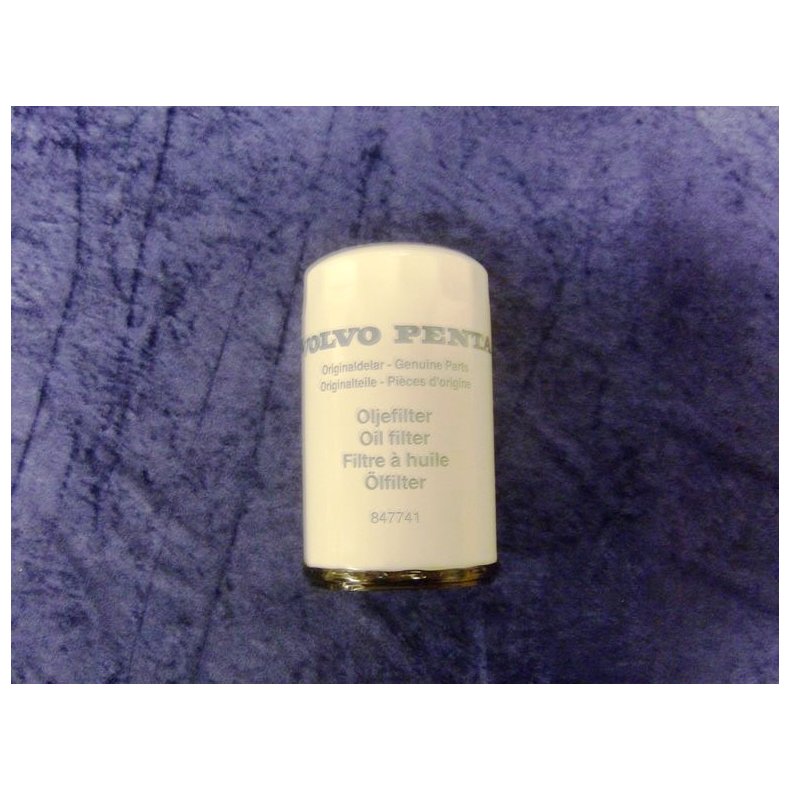 VOLVO PENTA
Originaldelar - Genuine Parts
Originalteile - Pièces d'origine
Oljefilter
Oil filter
Filtre à huile
Ölfilter
847741